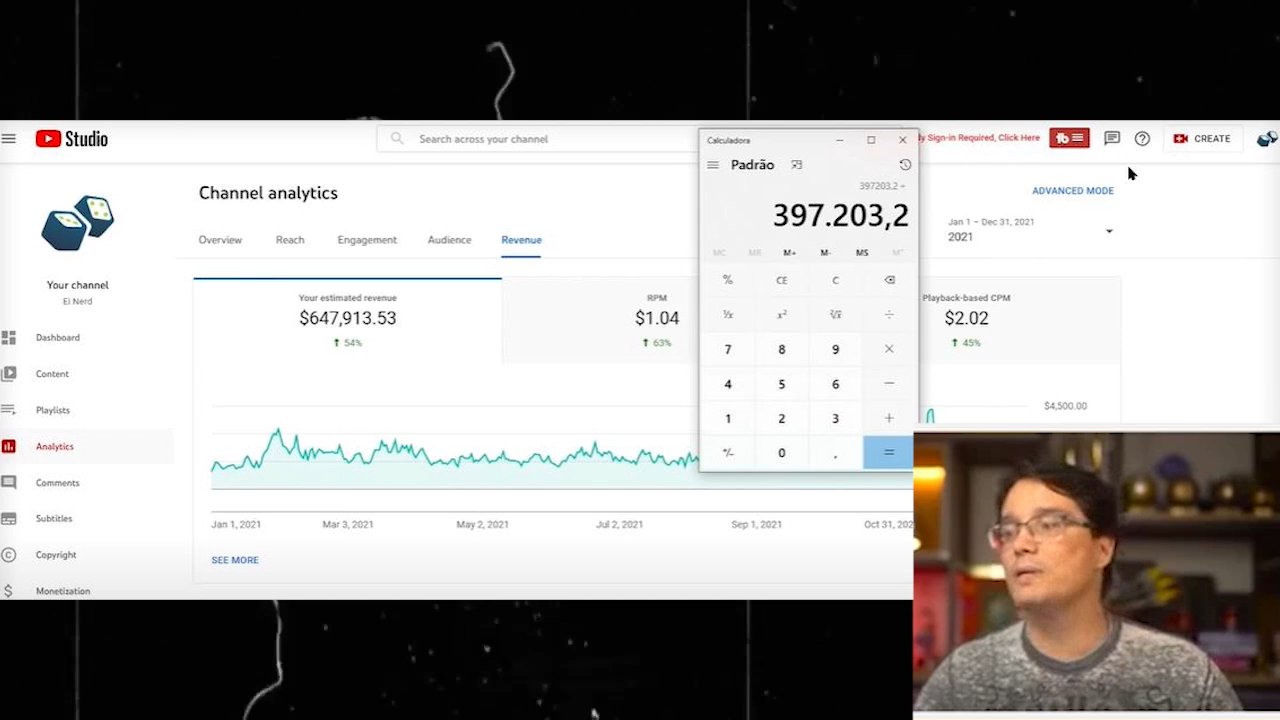 Studio
Search across your channel
Sign-in Required, Click Here
CREATE
Calculadora
Padrão
397203,2 =
397.203,2
MC MR M+ M- MS
% CE C
7 8 9 ×
4 5 6 −
1 2 3 +
+/- 0 , =
Channel analytics
ADVANCED MODE
Overview
Reach
Engagement
Audience
Revenue
Jan 1 – Dec 31, 2021
2021
Your channel
Ei Nerd
Dashboard
Content
Playlists
Analytics
Comments
Subtitles
Copyright
Monetization
Your estimated revenue
$647,913.53
54%
RPM
$1.04
63%
Playback-based CPM
$2.02
45%
$4,500.00
Jan 1, 2021
Mar 3, 2021
May 2, 2021
Jul 2, 2021
Sep 1, 2021
Oct 31, 202
SEE MORE